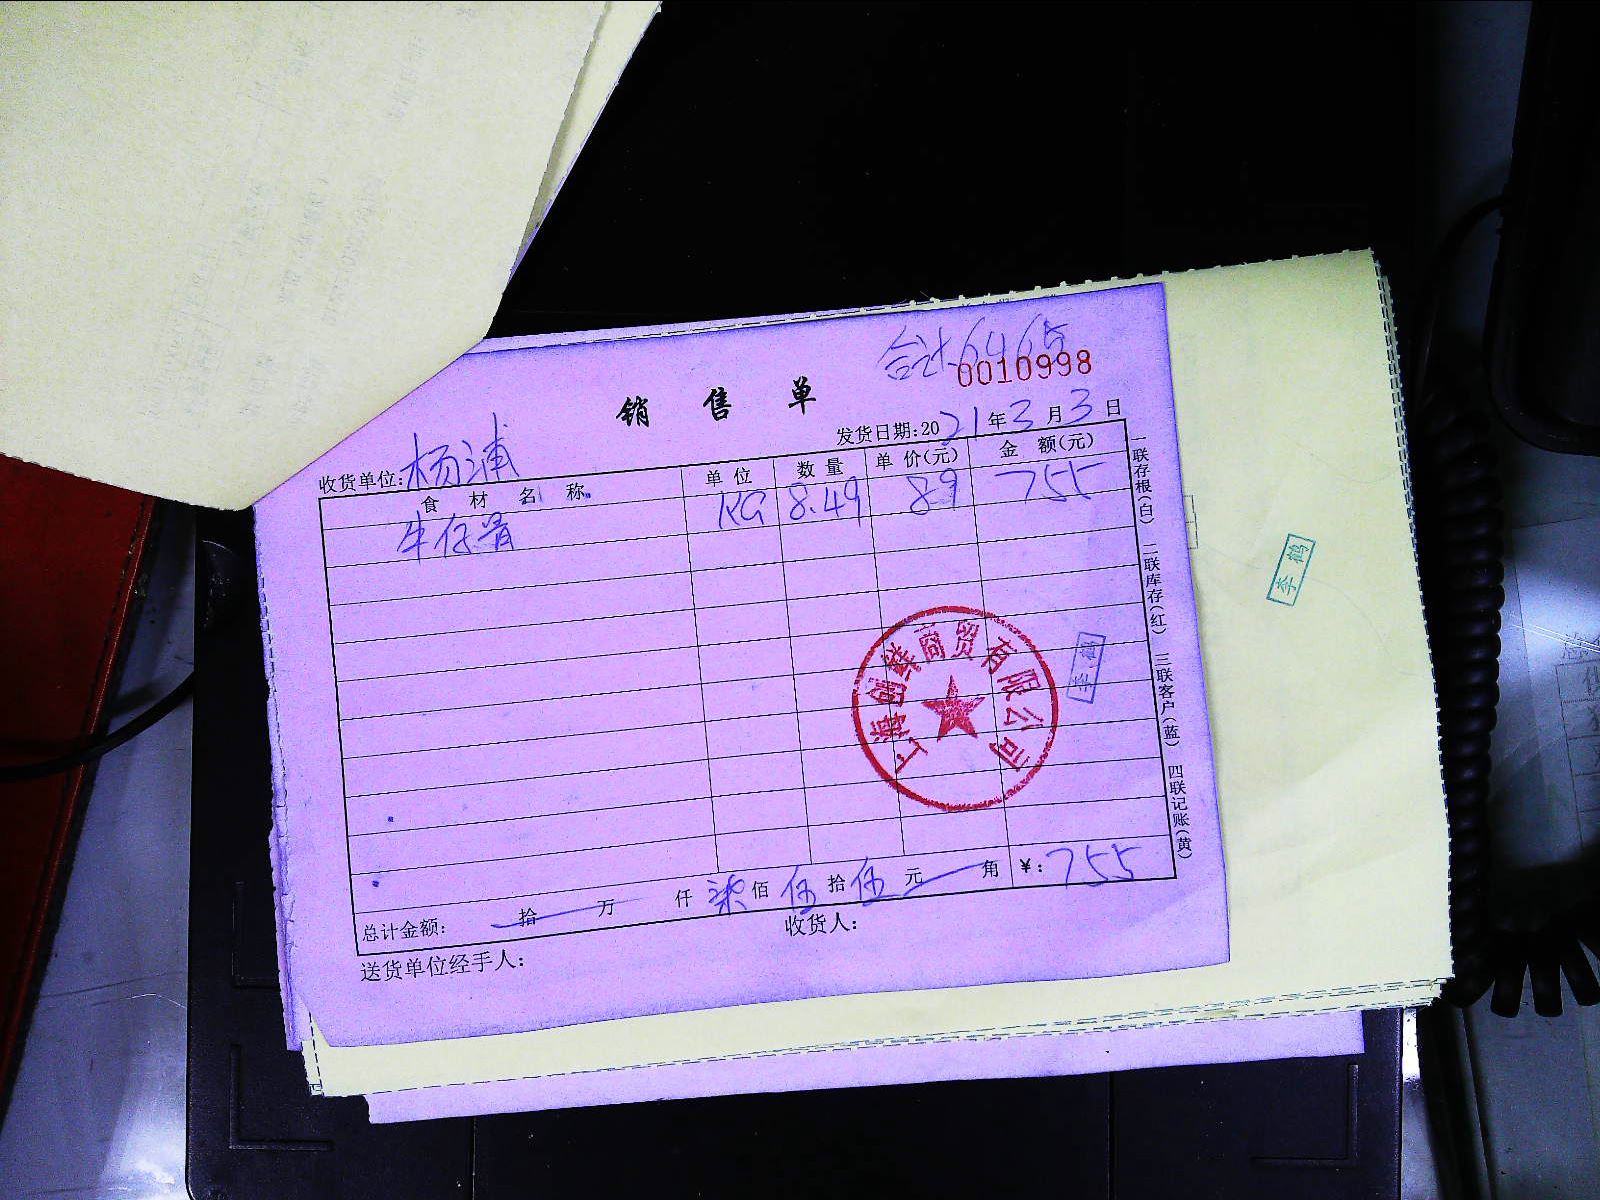 合计6465
0010998
销售单
发货日期:2021年3月3日
收货单位:杨浦
食材名称 单位 数量 单价(元) 金额(元)
牛仔骨 KG 8.49 89 755
总计金额: 拾 万 仟 柒佰 伍拾 伍元 角 ¥:755
送货单位经手人: 收货人:
一联存根(白) 二联库存(红) 三联客户(蓝) 四联记账(黄)
商贸有限公司
李鹤
李鹤